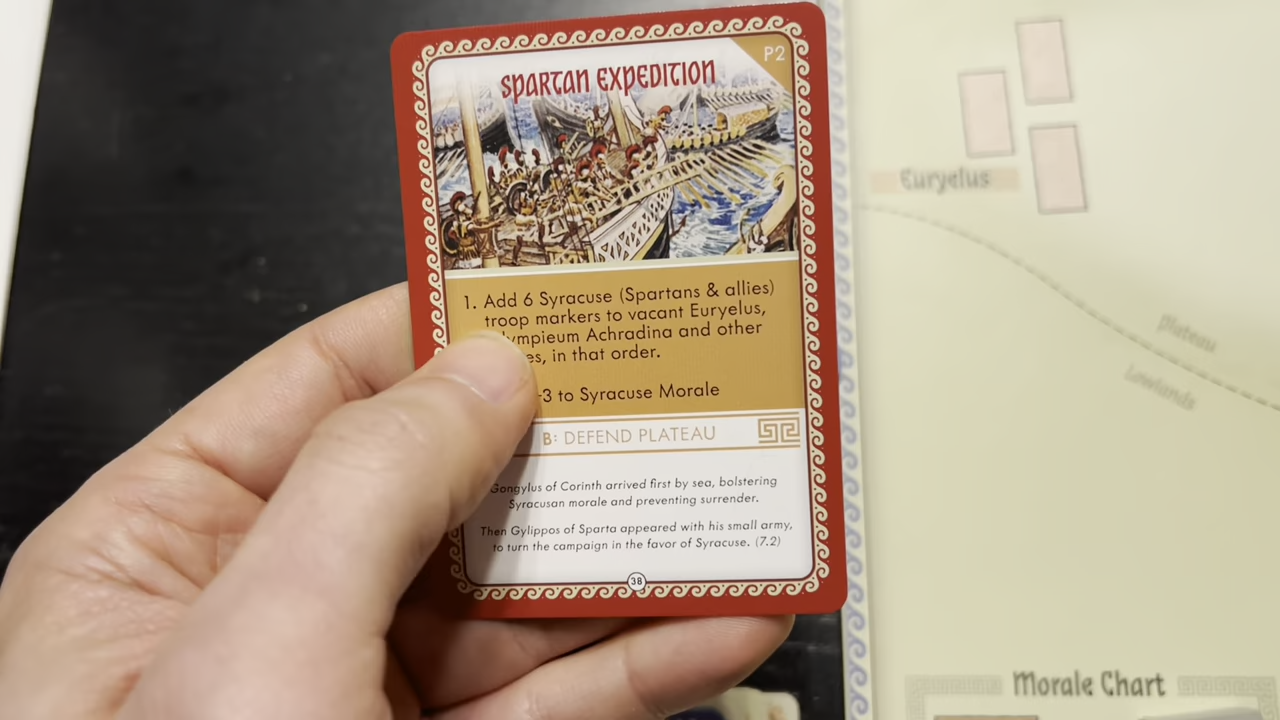 P2
SPARTAN EXPEDITION
1. Add 6 Syracuse (Spartans & allies)
troop markers to vacant Euryelus,
Achradina and other
in that order.
to Syracuse Morale
B: DEFEND PLATEAU
Gongylus of Corinth arrived first by sea, bolstering
Syracusan morale and preventing surrender.
Then Gylippos of Sparta appeared with his small army,
to turn the campaign in the favor of Syracuse. (7.2)
38
Euryelus
Plateau
Lowlands
Morale Chart